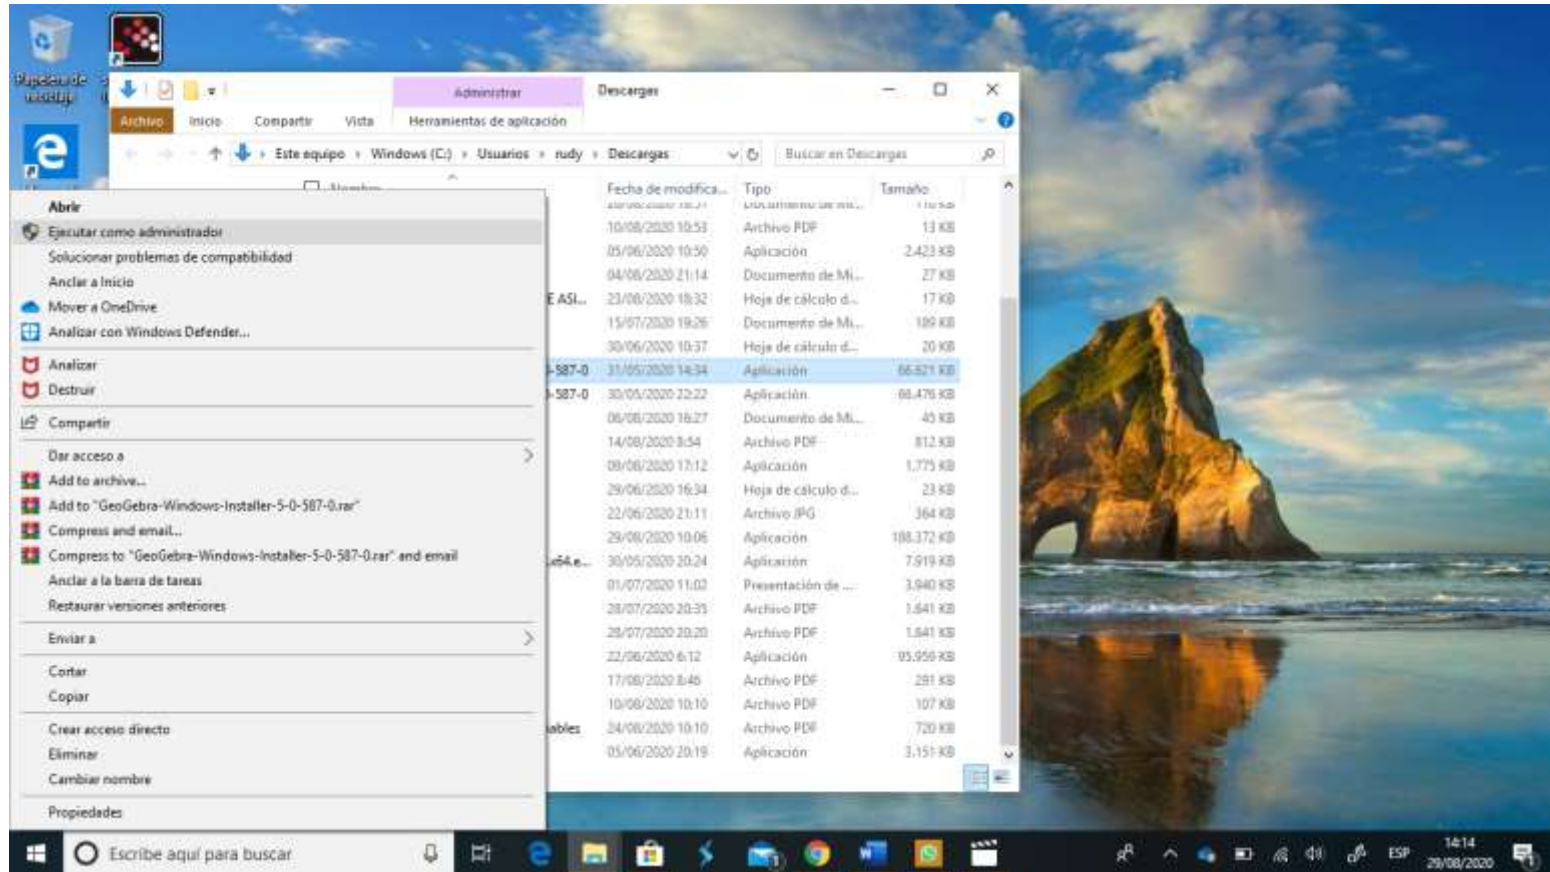 Papelera de
reciclaje
Administrar
Descargas
Archivo Inicio Compartir Vista Herramientas de aplicación
Este equipo Windows (C:) Usuarios rudy Descargas
Buscar en Descargas
Nombre Fecha de modifica... Tipo Tamaño
10/08/2020 10:53 Archivo PDF 13 KB
05/06/2020 10:50 Aplicación 2.423 KB
04/08/2020 21:14 Documento de Mi... 27 KB
E ASI... 23/08/2020 18:32 Hoja de cálculo d... 17 KB
15/07/2020 19:26 Documento de Mi... 189 KB
30/06/2020 10:37 Hoja de cálculo d... 20 KB
-587-0 31/05/2020 14:34 Aplicación 66.621 KB
-587-0 30/05/2020 22:22 Aplicación 66.476 KB
06/08/2020 16:27 Documento de Mi... 45 KB
14/08/2020 8:54 Archivo PDF 812 KB
09/08/2020 17:12 Aplicación 1.775 KB
29/06/2020 16:34 Hoja de cálculo d... 23 KB
22/06/2020 21:11 Archivo JPG 364 KB
29/08/2020 10:06 Aplicación 188.372 KB
30/05/2020 20:24 Aplicación 7.919 KB
01/07/2020 11:02 Presentación de ... 3.940 KB
28/07/2020 20:35 Archivo PDF 1.641 KB
28/07/2020 20:20 Archivo PDF 1.641 KB
22/06/2020 6:12 Aplicación 95.959 KB
17/08/2020 8:46 Archivo PDF 291 KB
10/08/2020 10:10 Archivo PDF 107 KB
ables 24/08/2020 10:10 Archivo PDF 720 KB
05/06/2020 20:19 Aplicación 3.151 KB
Abrir
Ejecutar como administrador
Solucionar problemas de compatibilidad
Anclar a Inicio
Mover a OneDrive
Analizar con Windows Defender...
Analizar
Destruir
Compartir
Dar acceso a
Add to archive...
Add to "GeoGebra-Windows-Installer-5-0-587-0.rar"
Compress and email...
Compress to "GeoGebra-Windows-Installer-5-0-587-0.rar" and email
Anclar a la barra de tareas
Restaurar versiones anteriores
Enviar a
Cortar
Copiar
Crear acceso directo
Eliminar
Cambiar nombre
Propiedades
Escribe aquí para buscar
ESP
14:14
29/08/2020